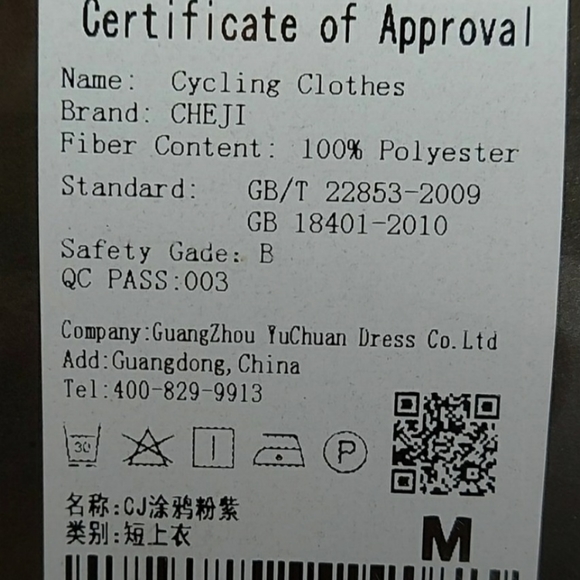 Certificate of Approval
Name: Cycling Clothes
Brand: CHEJI
Fiber Content: 100% Polyester
Standard: GB/T 22853-2009
GB 18401-2010
Safety Gade: B
QC PASS:003
Company:GuangZhou YuChuan Dress Co.Ltd
Add:Guangdong,China
Tel:400-829-9913
30 P
名称:CJ涂鸦粉紫
类别:短上衣
M